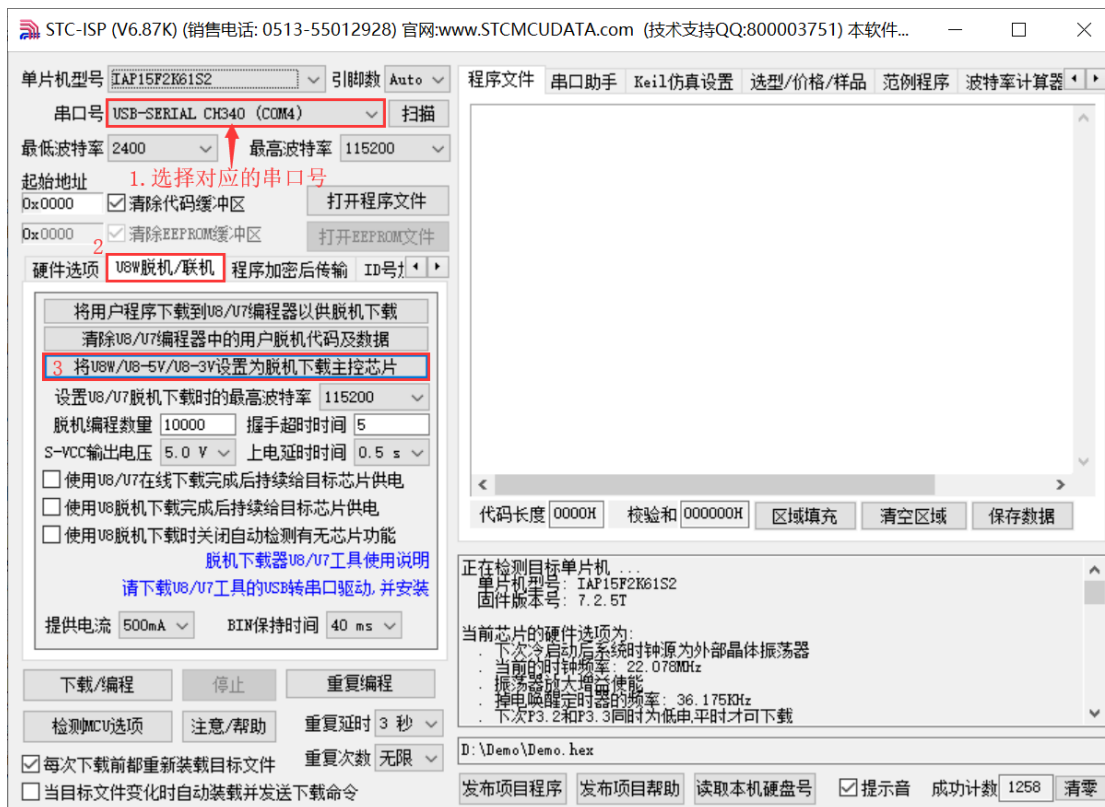 STC-ISP (V6.87K) (销售电话: 0513-55012928) 官网:www.STCMCUDATA.com (技术支持QQ:800003751) 本软件...
单片机型号 IAP15F2K61S2 引脚数 Auto
串口号 USB-SERIAL CH340 (COM4) 扫描
最低波特率 2400 最高波特率 115200
1.选择对应的串口号
起始地址
0x0000 清除代码缓冲区 打开程序文件
0x0000 清除EEPROM缓冲区 打开EEPROM文件
2
硬件选项 U8W脱机/联机 程序加密后传输
将用户程序下载到U8/U7编程器以供脱机下载
清除U8/U7编程器中的用户脱机代码及数据
3 将U8W/U8-5V/U8-3V设置为脱机下载主控芯片
设置U8/U7脱机下载时的最高波特率 115200
脱机编程数量 10000 握手超时时间 5
S-VCC输出电压 5.0 V 上电延时时间 0.5 s
使用U8/U7在线下载完成后持续给目标芯片供电
使用U8脱机下载完成后持续给目标芯片供电
使用U8脱机下载时关闭自动检测有无芯片功能
脱机下载器U8/U7工具使用说明
请下载U8/U7工具的USB转串口驱动,并安装
提供电流 500mA BIN保持时间 40 ms
下载/编程 停止 重复编程
检测MCU选项 注意/帮助 重复延时 3 秒
重复次数 无限
每次下载前都重新装载目标文件
当目标文件变化时自动装载并发送下载命令
程序文件 串口助手 Keil仿真设置 选型/价格/样品 范例程序 波特率计算器
代码长度 0000H 校验和 000000H 区域填充 清空区域 保存数据
正在检测目标单片机 ...
单片机型号: IAP15F2K61S2
固件版本号: 7.2.5T
当前芯片的硬件选项为:
. 下次冷启动后系统时钟源为外部晶体振荡器
. 当前的时钟频率: 22.078MHz
. 振荡器放大增益使能
. 掉电唤醒定时器的频率: 36.175KHz
. 下次P3.2和P3.3同时为低电平时才可下载
D:\Demo\Demo.hex
发布项目程序 发布项目帮助 读取本机硬盘号 提示音 成功计数 1258 清零